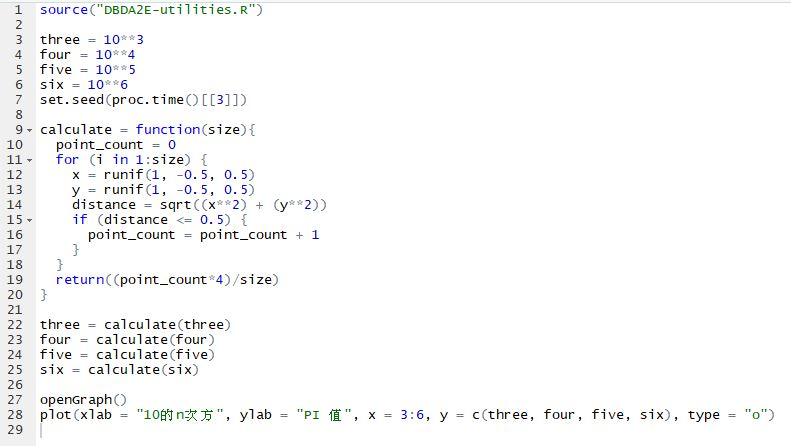 1 source("DBDA2E-utilities.R")
2
3 three = 10**3
4 four = 10**4
5 five = 10**5
6 six = 10**6
7 set.seed(proc.time()[[3]])
8
9 calculate = function(size){
10   point_count = 0
11   for (i in 1:size) {
12     x = runif(1, -0.5, 0.5)
13     y = runif(1, -0.5, 0.5)
14     distance = sqrt((x**2) + (y**2))
15     if (distance <= 0.5) {
16       point_count = point_count + 1
17     }
18   }
19   return((point_count*4)/size)
20 }
21
22 three = calculate(three)
23 four = calculate(four)
24 five = calculate(five)
25 six = calculate(six)
26
27 openGraph()
28 plot(xlab = "10的n次方", ylab = "PI 值", x = 3:6, y = c(three, four, five, six), type = "o")
29